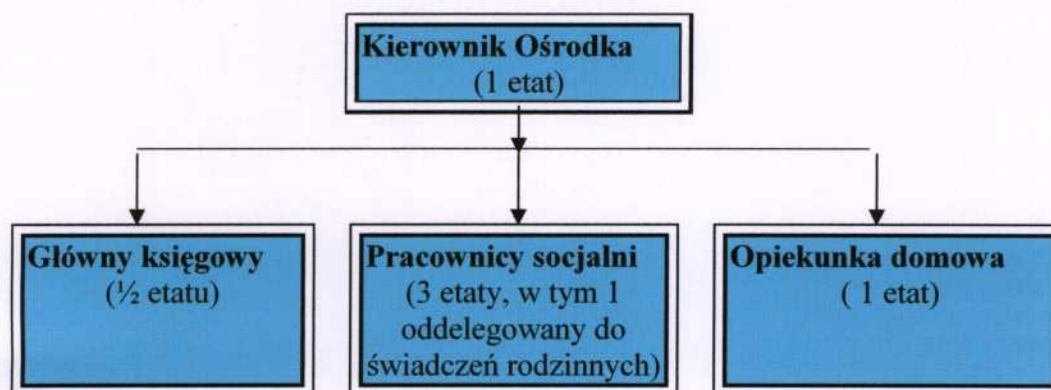 Kierownik Ośrodka
(1 etat)
Główny księgowy
(½ etatu)
Pracownicy socjalni
(3 etaty, w tym 1
oddelegowany do
świadczeń rodzinnych)
Opiekunka domowa
( 1 etat)